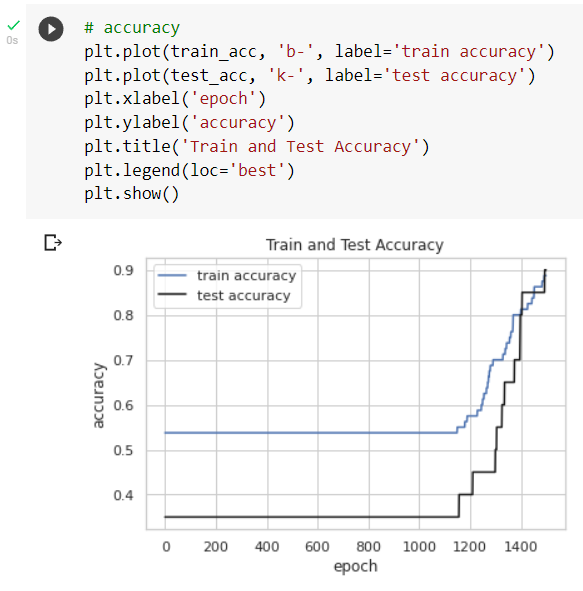 # accuracy
plt.plot(train_acc, 'b-', label='train accuracy')
plt.plot(test_acc, 'k-', label='test accuracy')
plt.xlabel('epoch')
plt.ylabel('accuracy')
plt.title('Train and Test Accuracy')
plt.legend(loc='best')
plt.show()
0s
Train and Test Accuracy
train accuracy
test accuracy
0.9
0.8
0.7
0.6
0.5
0.4
accuracy
0 200 400 600 800 1000 1200 1400
epoch